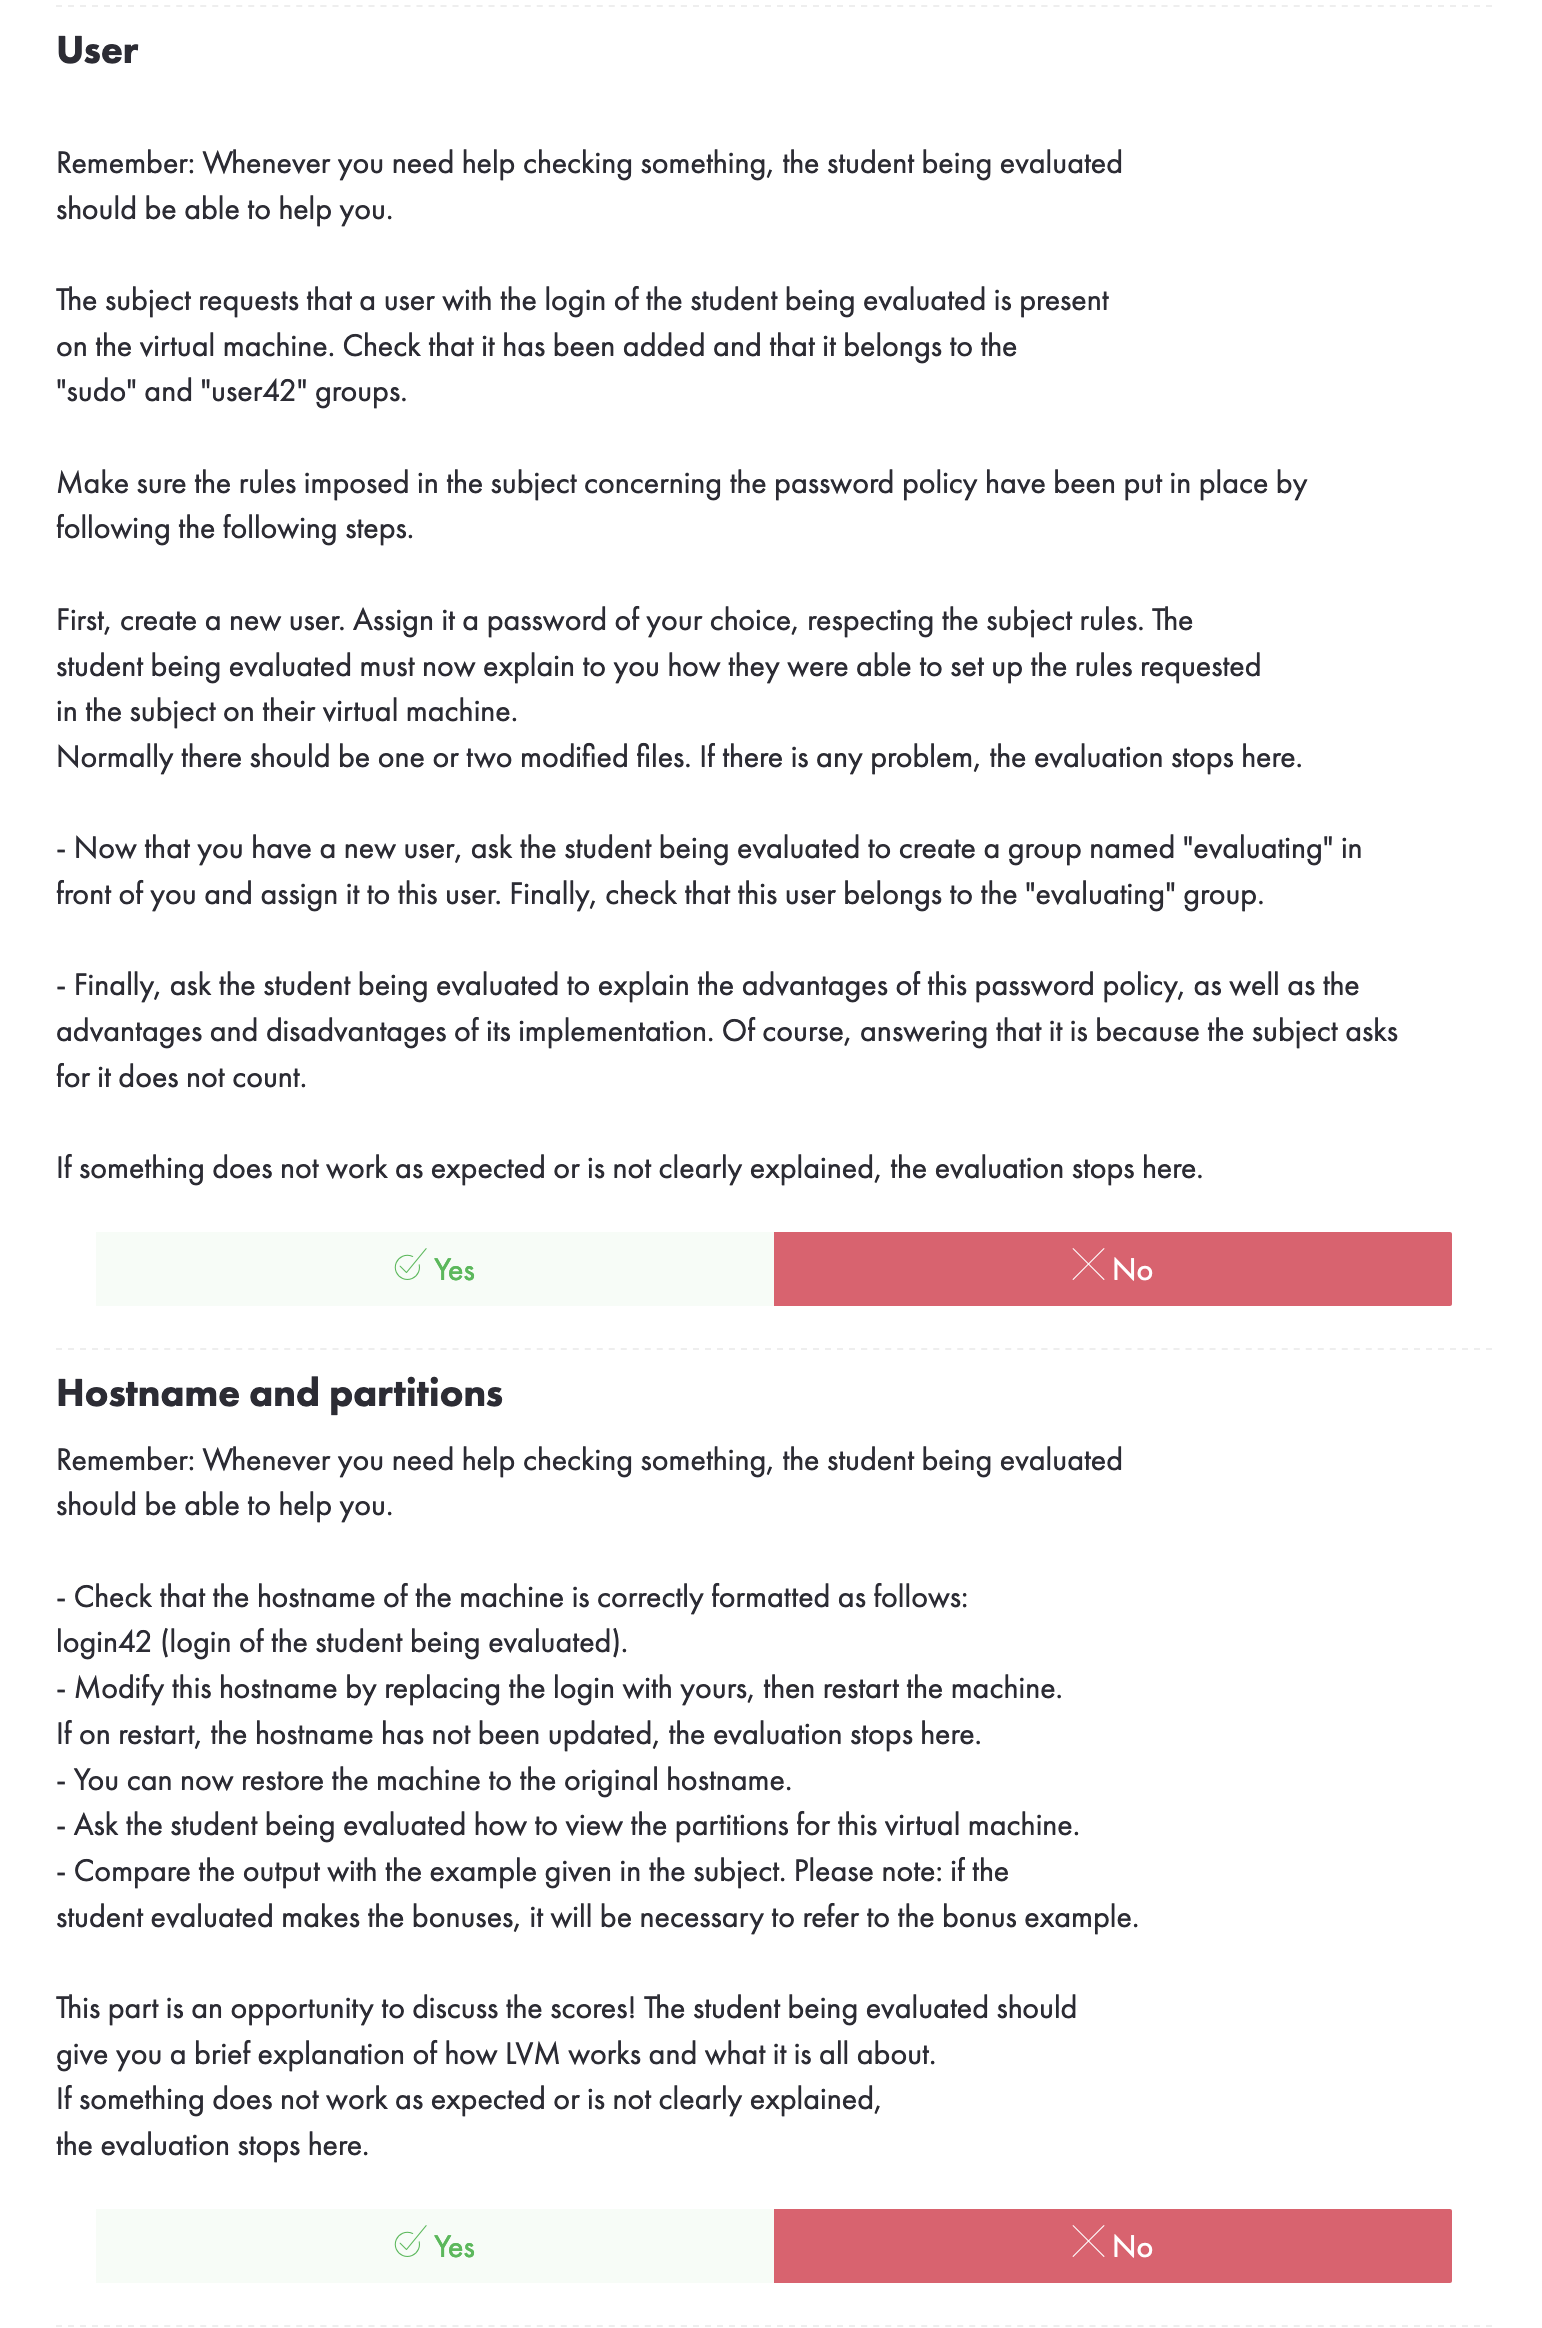 User
Remember: Whenever you need help checking something, the student being evaluated
should be able to help you.
The subject requests that a user with the login of the student being evaluated is present
on the virtual machine. Check that it has been added and that it belongs to the
"sudo" and "user42" groups.
Make sure the rules imposed in the subject concerning the password policy have been put in place by
following the following steps.
First, create a new user. Assign it a password of your choice, respecting the subject rules. The
student being evaluated must now explain to you how they were able to set up the rules requested
in the subject on their virtual machine.
Normally there should be one or two modified files. If there is any problem, the evaluation stops here.
- Now that you have a new user, ask the student being evaluated to create a group named "evaluating" in
front of you and assign it to this user. Finally, check that this user belongs to the "evaluating" group.
- Finally, ask the student being evaluated to explain the advantages of this password policy, as well as the
advantages and disadvantages of its implementation. Of course, answering that it is because the subject asks
for it does not count.
If something does not work as expected or is not clearly explained, the evaluation stops here.
Yes
No
Hostname and partitions
Remember: Whenever you need help checking something, the student being evaluated
should be able to help you.
- Check that the hostname of the machine is correctly formatted as follows:
login42 (login of the student being evaluated).
- Modify this hostname by replacing the login with yours, then restart the machine.
If on restart, the hostname has not been updated, the evaluation stops here.
- You can now restore the machine to the original hostname.
- Ask the student being evaluated how to view the partitions for this virtual machine.
- Compare the output with the example given in the subject. Please note: if the
student evaluated makes the bonuses, it will be necessary to refer to the bonus example.
This part is an opportunity to discuss the scores! The student being evaluated should
give you a brief explanation of how LVM works and what it is all about.
If something does not work as expected or is not clearly explained,
the evaluation stops here.
Yes
No